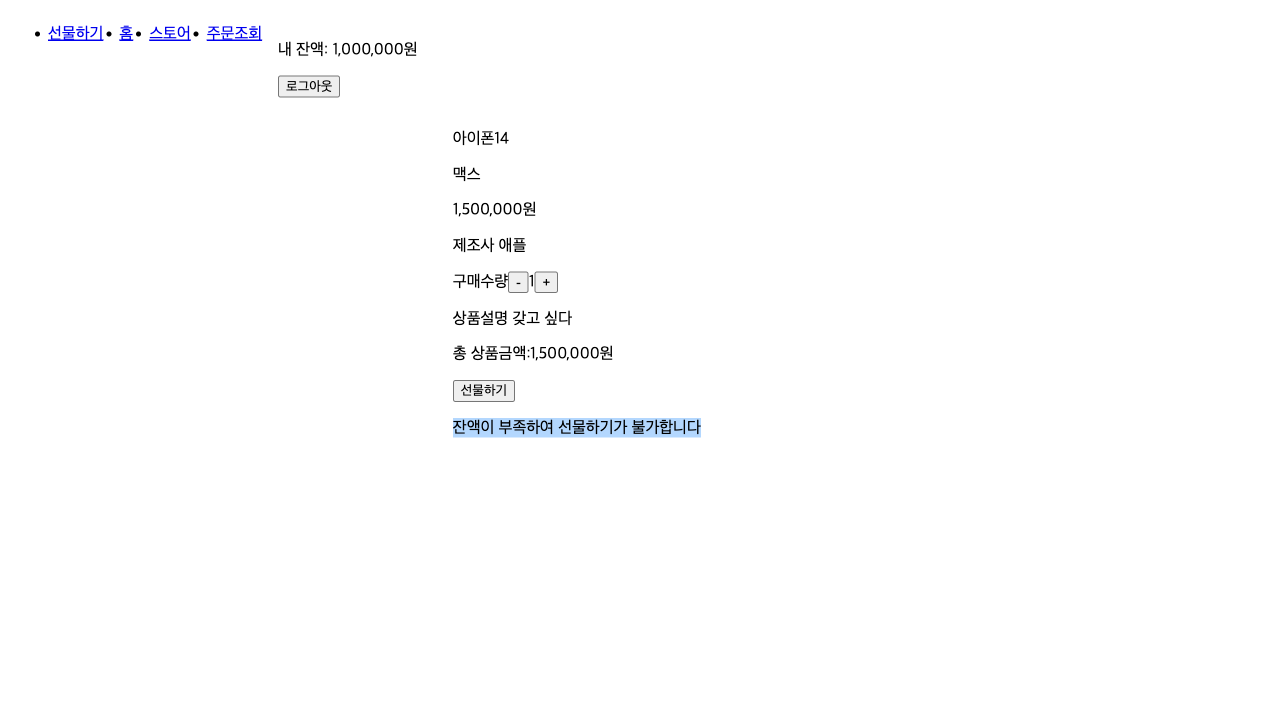 선물하기 홈 스토어 주문조회
내 잔액: 1,000,000원
로그아웃
아이폰14
맥스
1,500,000원
제조사 애플
구매수량 - 1 +
상품설명 갖고 싶다
총 상품금액:1,500,000원
선물하기
잔액이 부족하여 선물하기가 불가합니다